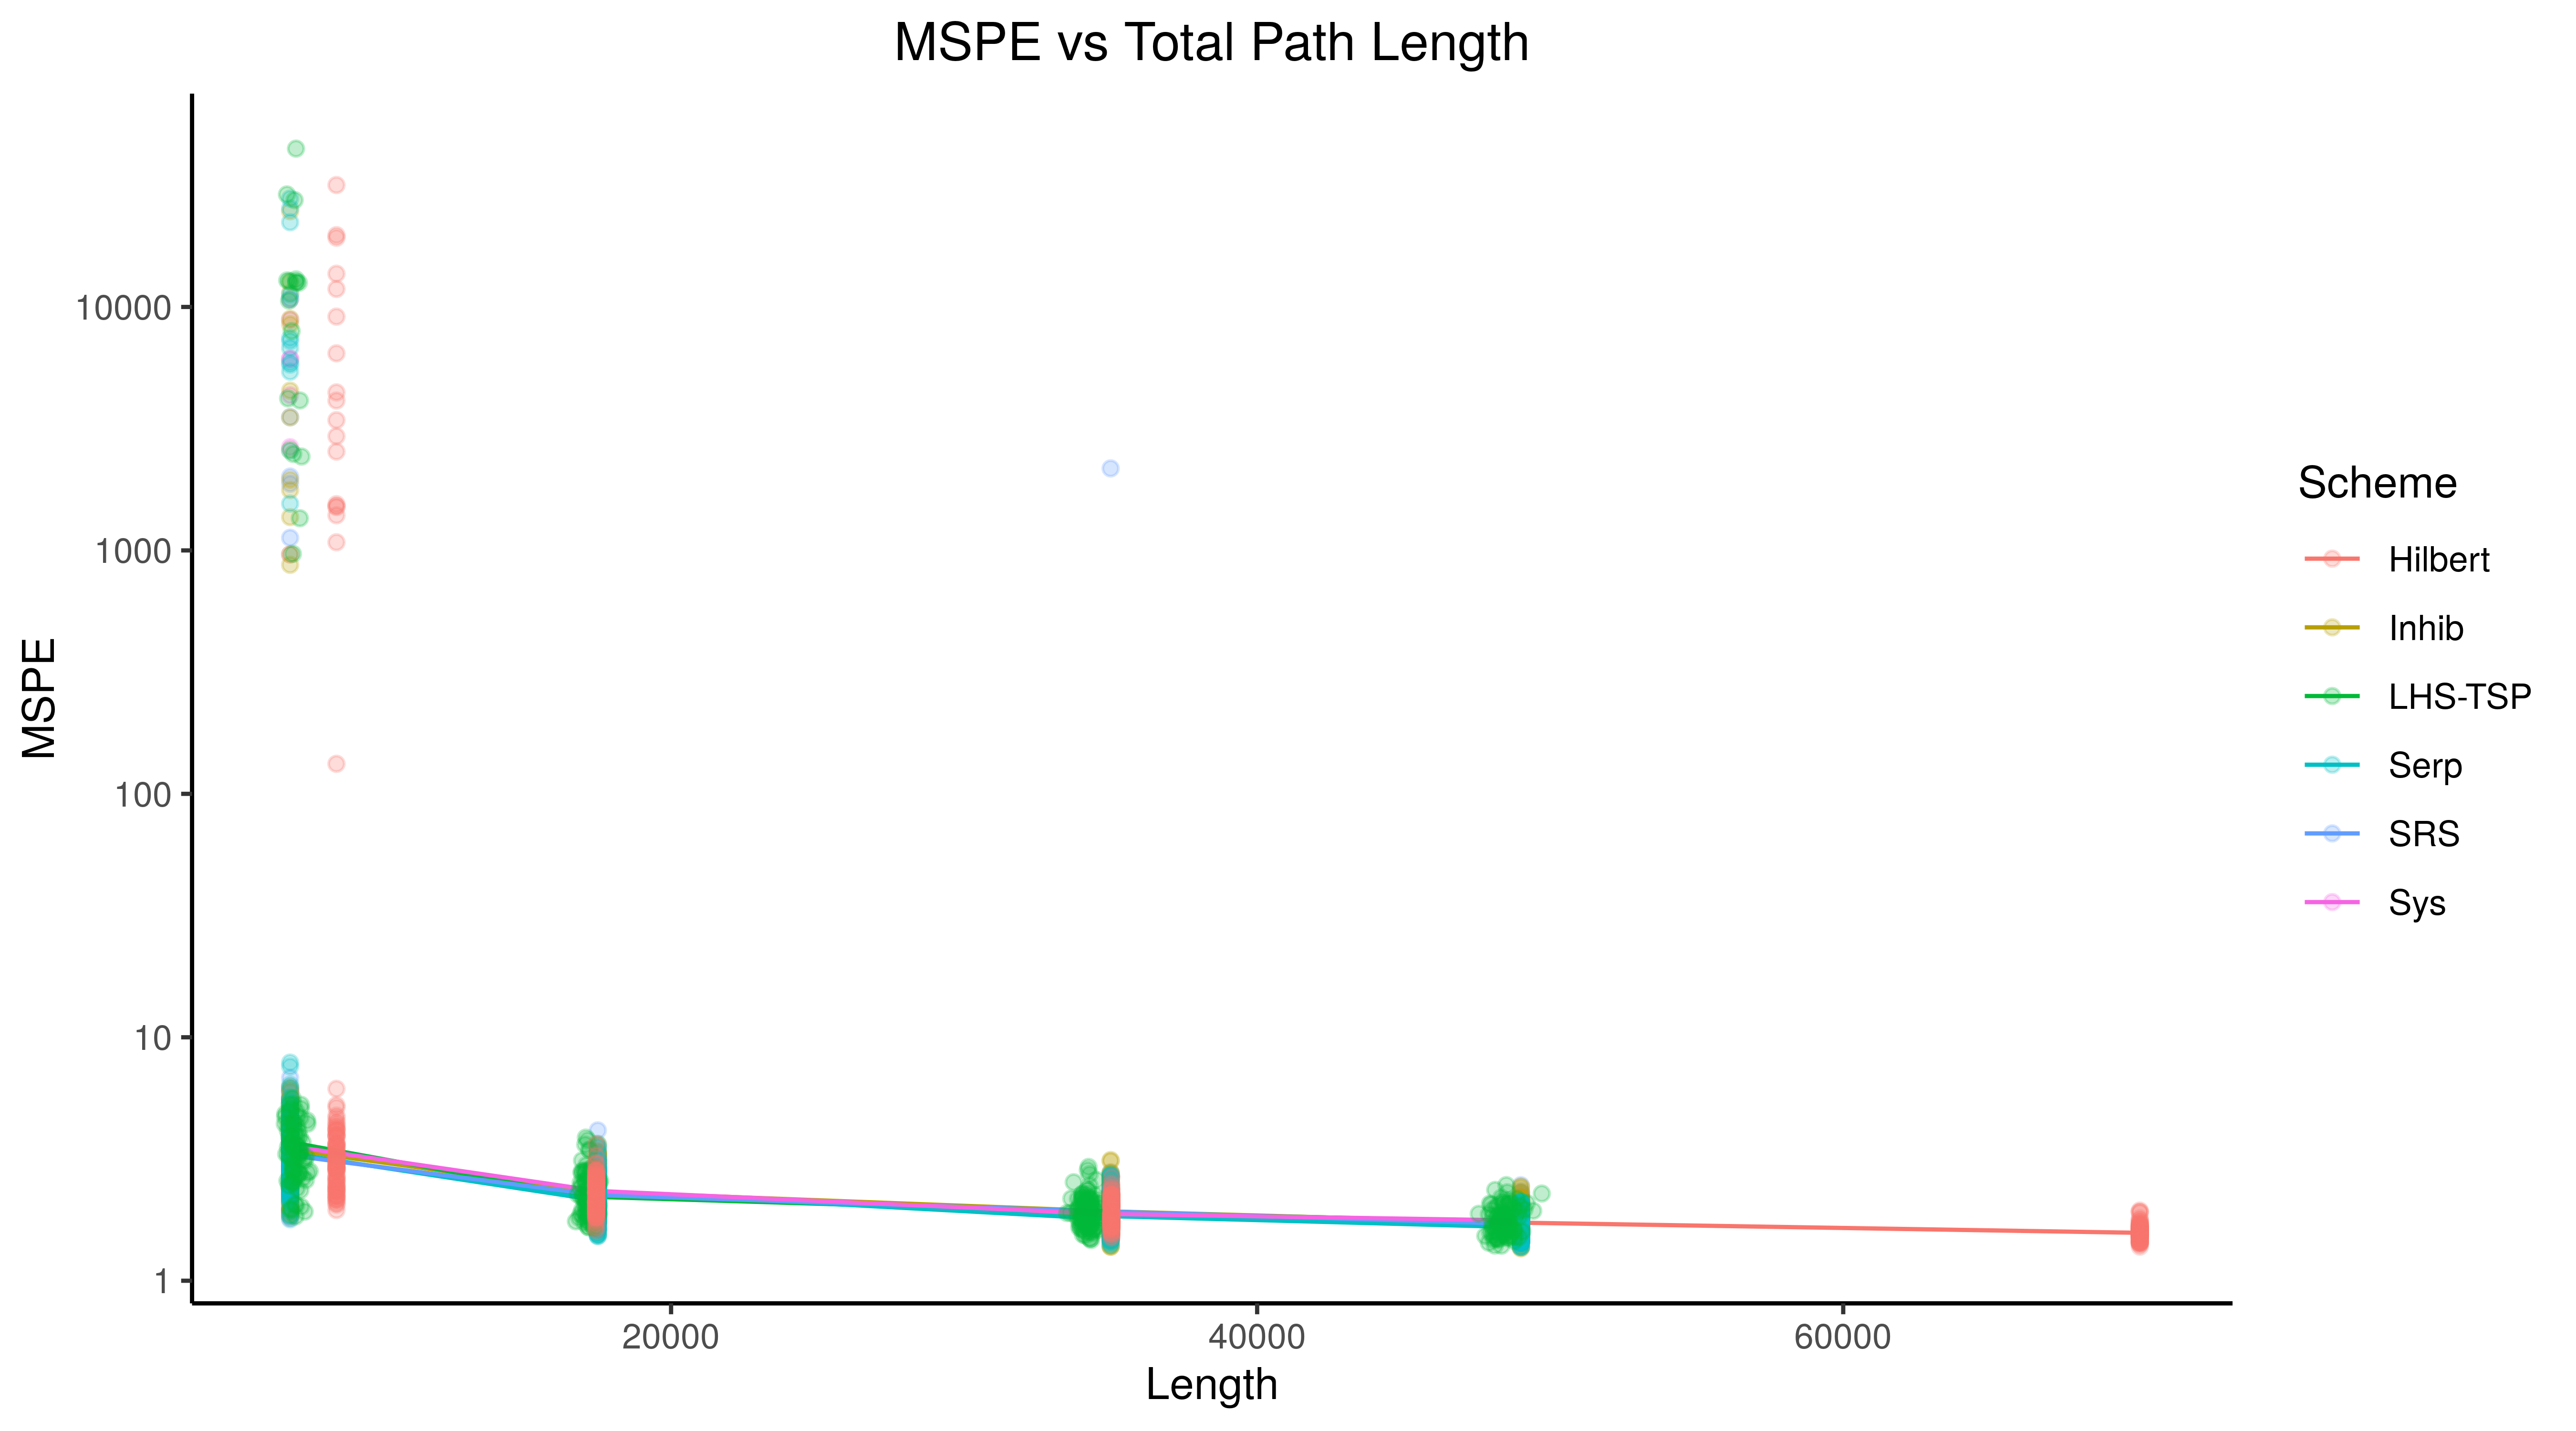 MSPE vs Total Path Length
MSPE
10000
1000
100
10
1
20000
40000
60000
Length
Scheme
Hilbert
Inhib
LHS-TSP
Serp
SRS
Sys